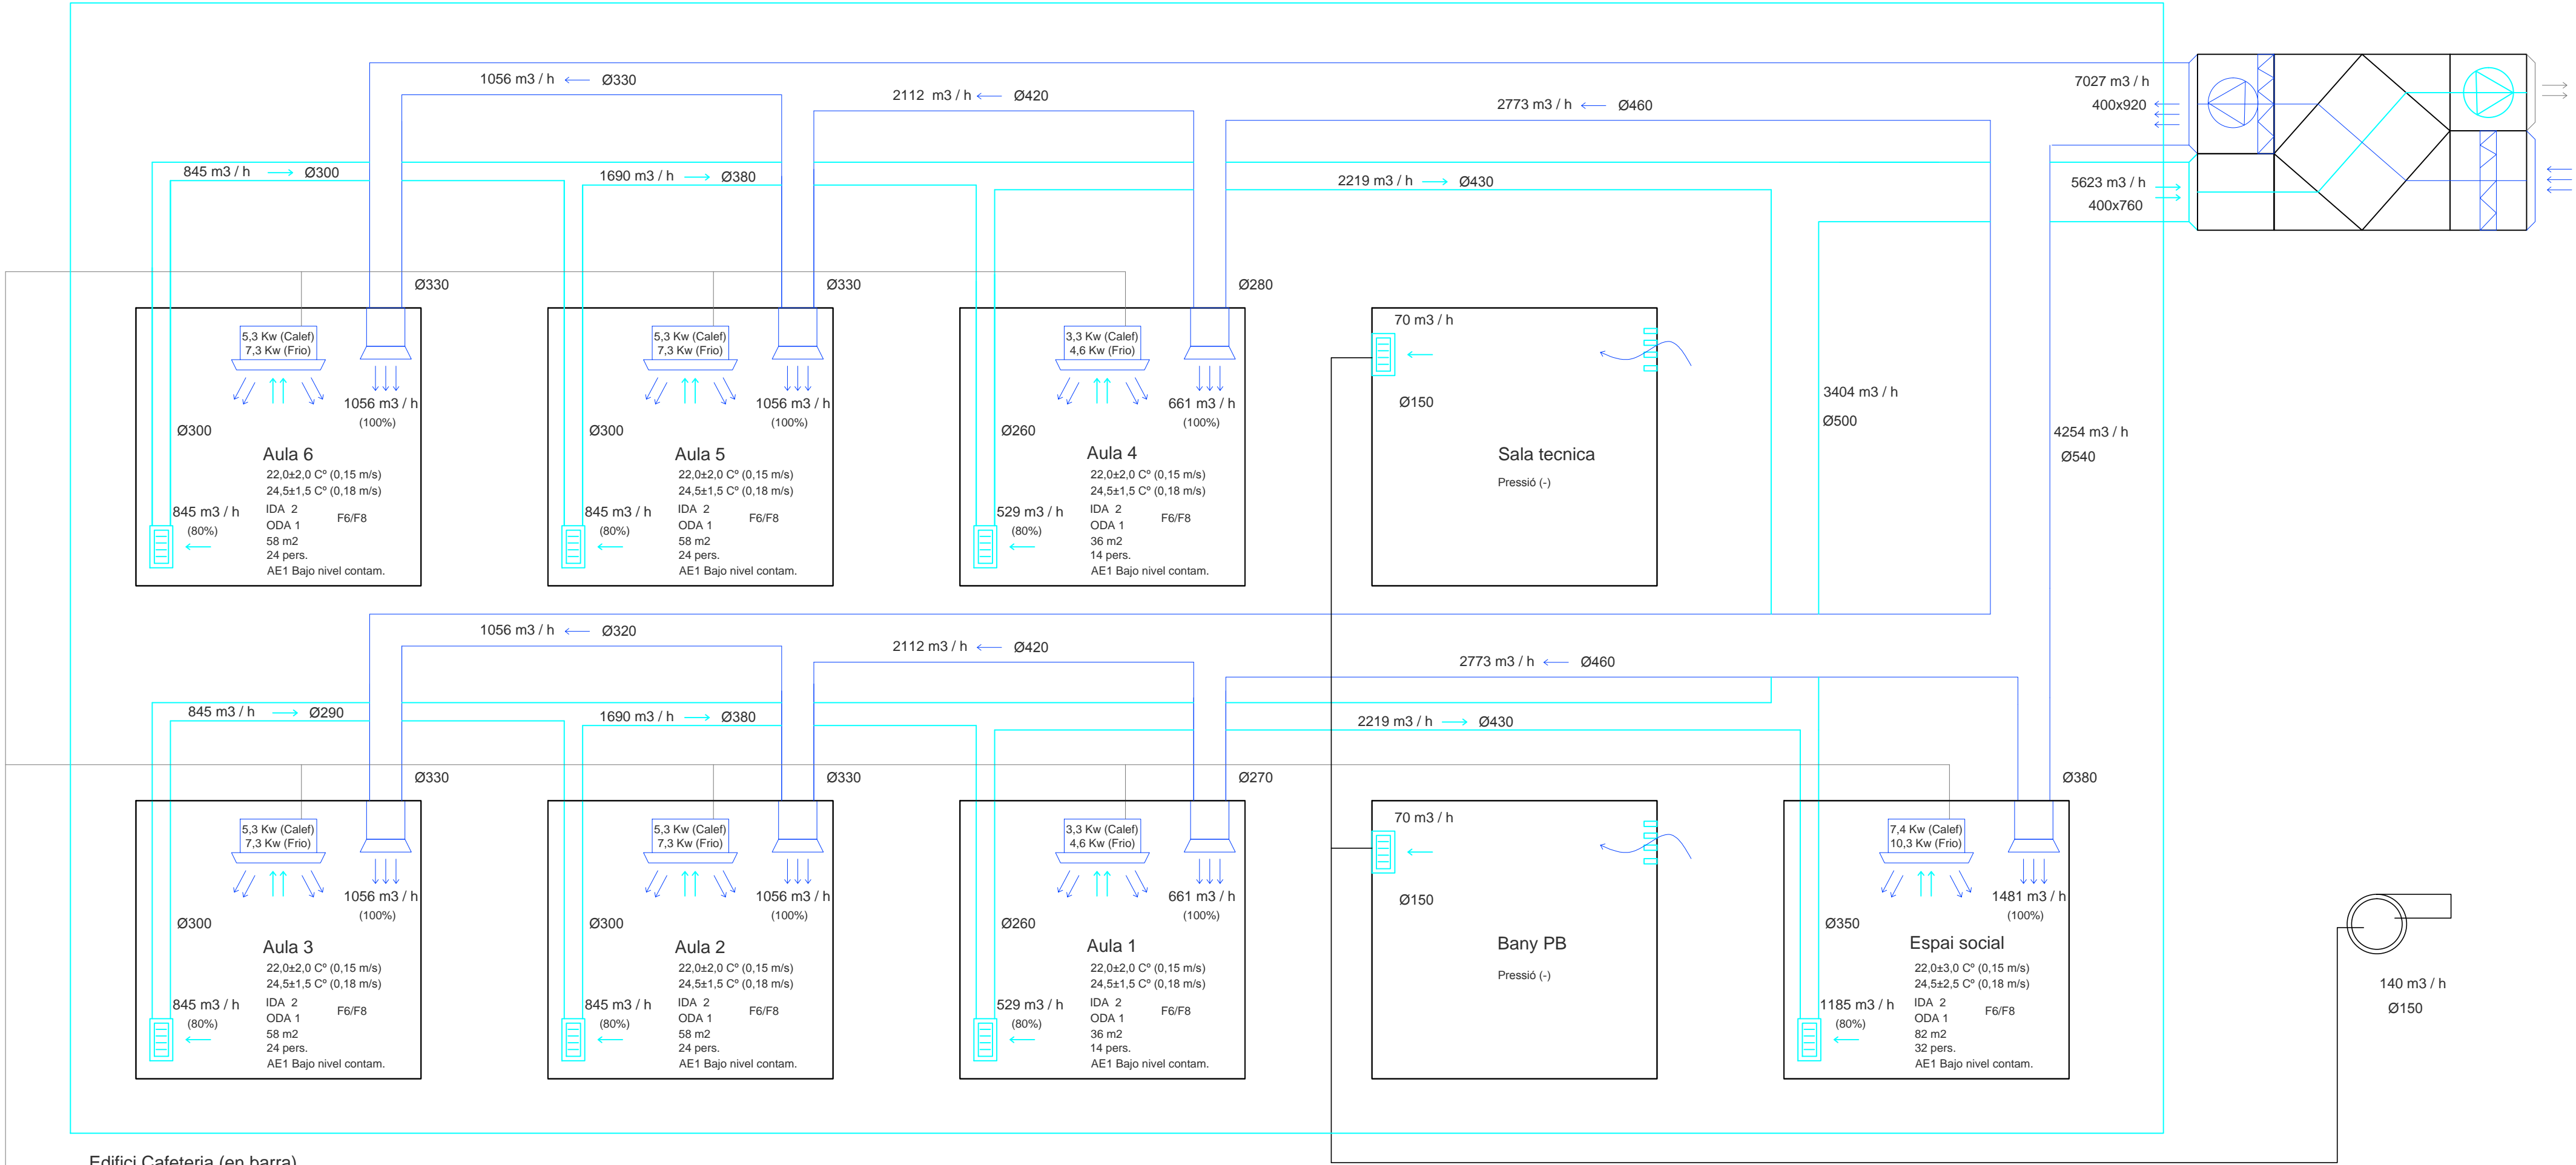 1056 m3 / h Ø330
2112 m3 / h Ø420
2773 m3 / h Ø460
7027 m3 / h
400x920
845 m3 / h Ø300
1690 m3 / h Ø380
2219 m3 / h Ø430
5623 m3 / h
400x760
Ø330
Ø330
Ø280
5,3 Kw (Calef)
7,3 Kw (Frio)
1056 m3 / h
(100%)
Ø300
Aula 6
22,0±2,0 Cº (0,15 m/s)
24,5±1,5 Cº (0,18 m/s)
845 m3 / h
(80%)
IDA 2
ODA 1
F6/F8
58 m2
24 pers.
AE1 Bajo nivel contam.
5,3 Kw (Calef)
7,3 Kw (Frio)
1056 m3 / h
(100%)
Ø300
Aula 5
22,0±2,0 Cº (0,15 m/s)
24,5±1,5 Cº (0,18 m/s)
845 m3 / h
(80%)
IDA 2
ODA 1
F6/F8
58 m2
24 pers.
AE1 Bajo nivel contam.
3,3 Kw (Calef)
4,6 Kw (Frio)
661 m3 / h
(100%)
Ø260
Aula 4
22,0±2,0 Cº (0,15 m/s)
24,5±1,5 Cº (0,18 m/s)
529 m3 / h
(80%)
IDA 2
ODA 1
F6/F8
36 m2
14 pers.
AE1 Bajo nivel contam.
70 m3 / h
Ø150
Sala tecnica
Pressió (-)
3404 m3 / h
Ø500
4254 m3 / h
Ø540
1056 m3 / h Ø320
2112 m3 / h Ø420
2773 m3 / h Ø460
845 m3 / h Ø290
1690 m3 / h Ø380
2219 m3 / h Ø430
Ø330
Ø330
Ø270
Ø380
5,3 Kw (Calef)
7,3 Kw (Frio)
1056 m3 / h
(100%)
Ø300
Aula 3
22,0±2,0 Cº (0,15 m/s)
24,5±1,5 Cº (0,18 m/s)
845 m3 / h
(80%)
IDA 2
ODA 1
F6/F8
58 m2
24 pers.
AE1 Bajo nivel contam.
5,3 Kw (Calef)
7,3 Kw (Frio)
1056 m3 / h
(100%)
Ø300
Aula 2
22,0±2,0 Cº (0,15 m/s)
24,5±1,5 Cº (0,18 m/s)
845 m3 / h
(80%)
IDA 2
ODA 1
F6/F8
58 m2
24 pers.
AE1 Bajo nivel contam.
3,3 Kw (Calef)
4,6 Kw (Frio)
661 m3 / h
(100%)
Ø260
Aula 1
22,0±2,0 Cº (0,15 m/s)
24,5±1,5 Cº (0,18 m/s)
529 m3 / h
(80%)
IDA 2
ODA 1
F6/F8
36 m2
14 pers.
AE1 Bajo nivel contam.
70 m3 / h
Ø150
Bany PB
Pressió (-)
7,4 Kw (Calef)
10,3 Kw (Frio)
1481 m3 / h
(100%)
Ø350
Espai social
22,0±3,0 Cº (0,15 m/s)
24,5±2,5 Cº (0,18 m/s)
1185 m3 / h
(80%)
IDA 2
ODA 1
F6/F8
82 m2
32 pers.
AE1 Bajo nivel contam.
140 m3 / h
Ø150
Edifici Cafeteria (en barra)